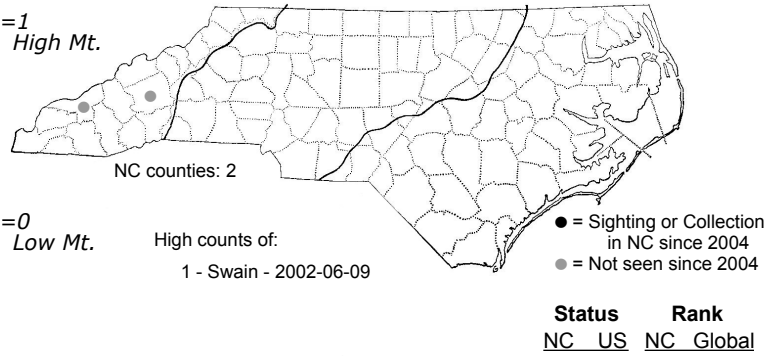 =1
High Mt.
NC counties: 2
=0
Low Mt.
High counts of:
1 - Swain - 2002-06-09
= Sighting or Collection
in NC since 2004
= Not seen since 2004
Status Rank
NC US NC Global